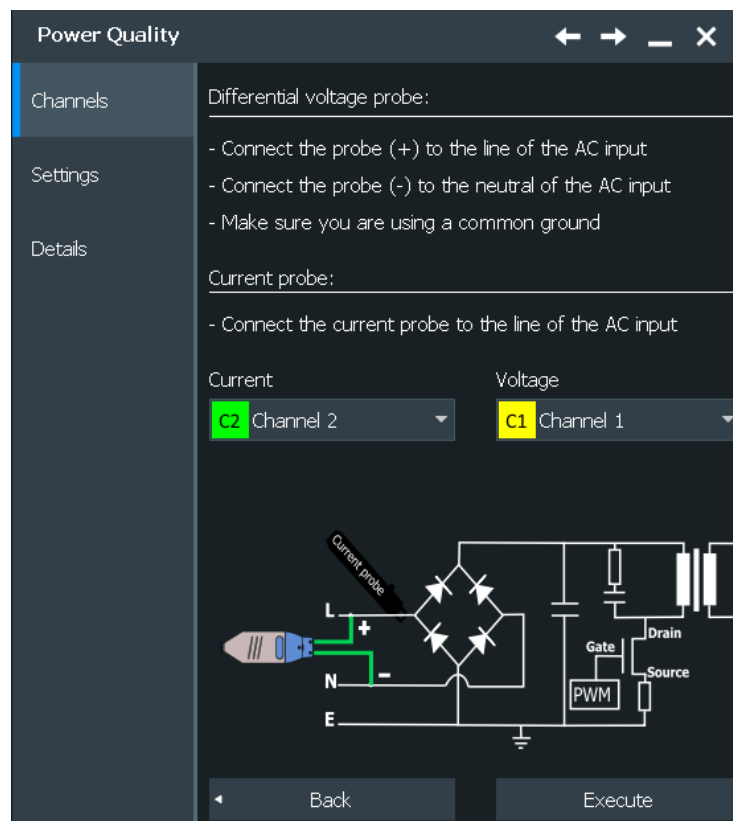 Power Quality
Channels
Settings
Details
Differential voltage probe:
- Connect the probe (+) to the line of the AC input
- Connect the probe (-) to the neutral of the AC input
- Make sure you are using a common ground
Current probe:
- Connect the current probe to the line of the AC input
Current
Voltage
C2 Channel 2
C1 Channel 1
Current probe
L
+
N
-
E
Gate
Drain
Source
PWM
Back
Execute